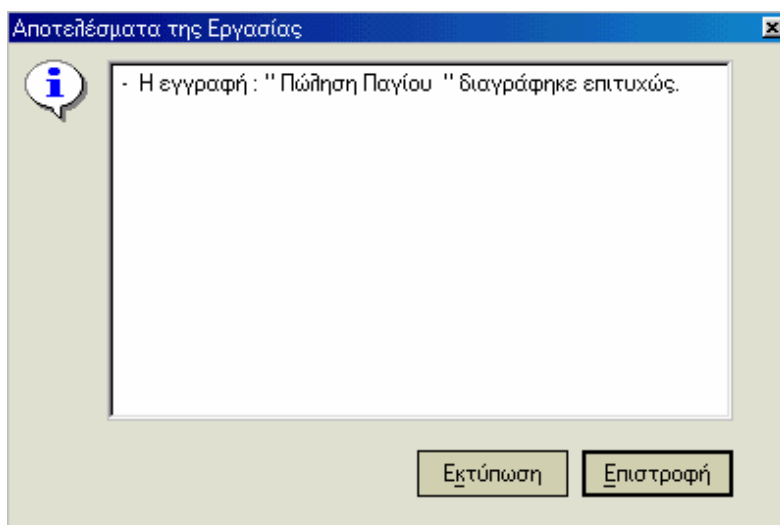 Αποτελέσματα της Εργασίας
- Η εγγραφή : " Πώληση Παγίου " διαγράφηκε επιτυχώς.
Εκτύπωση
Επιστροφή